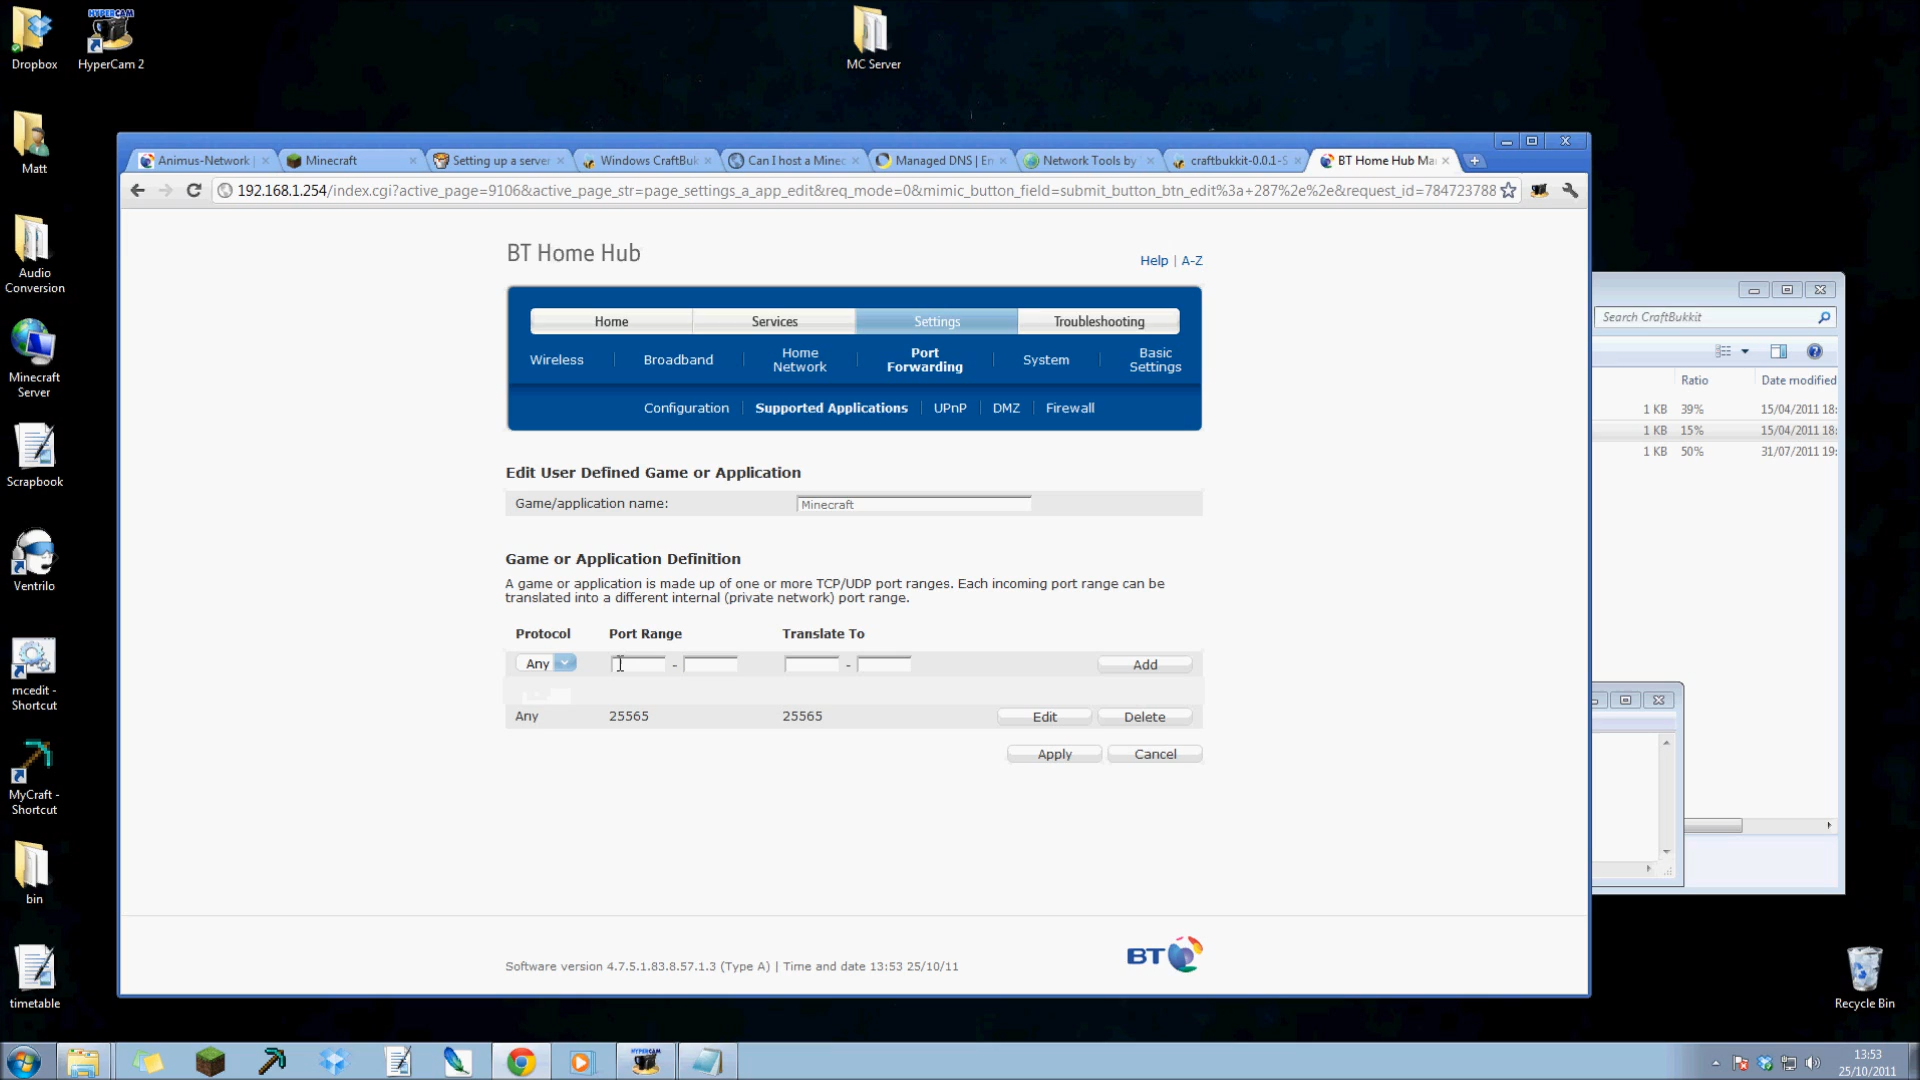 Dropbox
HYPERCAM
HyperCam 2
MC Server
Matt
Audio
Conversion
Minecraft
Server
Scrapbook
Ventrilo
mcedit -
Shortcut
MyCraft -
Shortcut
bin
timetable
Animus-Network |
Minecraft
Setting up a server
Windows CraftBuk
Can I host a Minec
Managed DNS | En
Network Tools by
craftbukkit-0.0.1-S
BT Home Hub Ma
192.168.1.254/index.cgi?active_page=9106&active_page_str=page_settings_a_app_edit&req_mode=0&mimic_button_field=submit_button_btn_edit%3a+287%2e%2e&request_id=784723788
BT Home Hub
Help | A-Z
Home
Services
Settings
Troubleshooting
Wireless
Broadband
Home
Network
Port
Forwarding
System
Basic
Settings
Configuration
Supported Applications
UPnP
DMZ
Firewall
Edit User Defined Game or Application
Game/application name:
Minecraft
Game or Application Definition
A game or application is made up of one or more TCP/UDP port ranges. Each incoming port range can be
translated into a different internal (private network) port range.
Protocol Port Range Translate To
Any - - Add
Any 25565 25565 Edit Delete
Apply Cancel
Software version 4.7.5.1.83.8.57.1.3 (Type A) | Time and date 13:53 25/10/11
BT
Search CraftBukkit
Ratio Date modified
1 KB 39% 15/04/2011 18:
1 KB 15% 15/04/2011 18:
1 KB 50% 31/07/2011 19:
Recycle Bin
HYPERCAM
13:53
25/10/2011